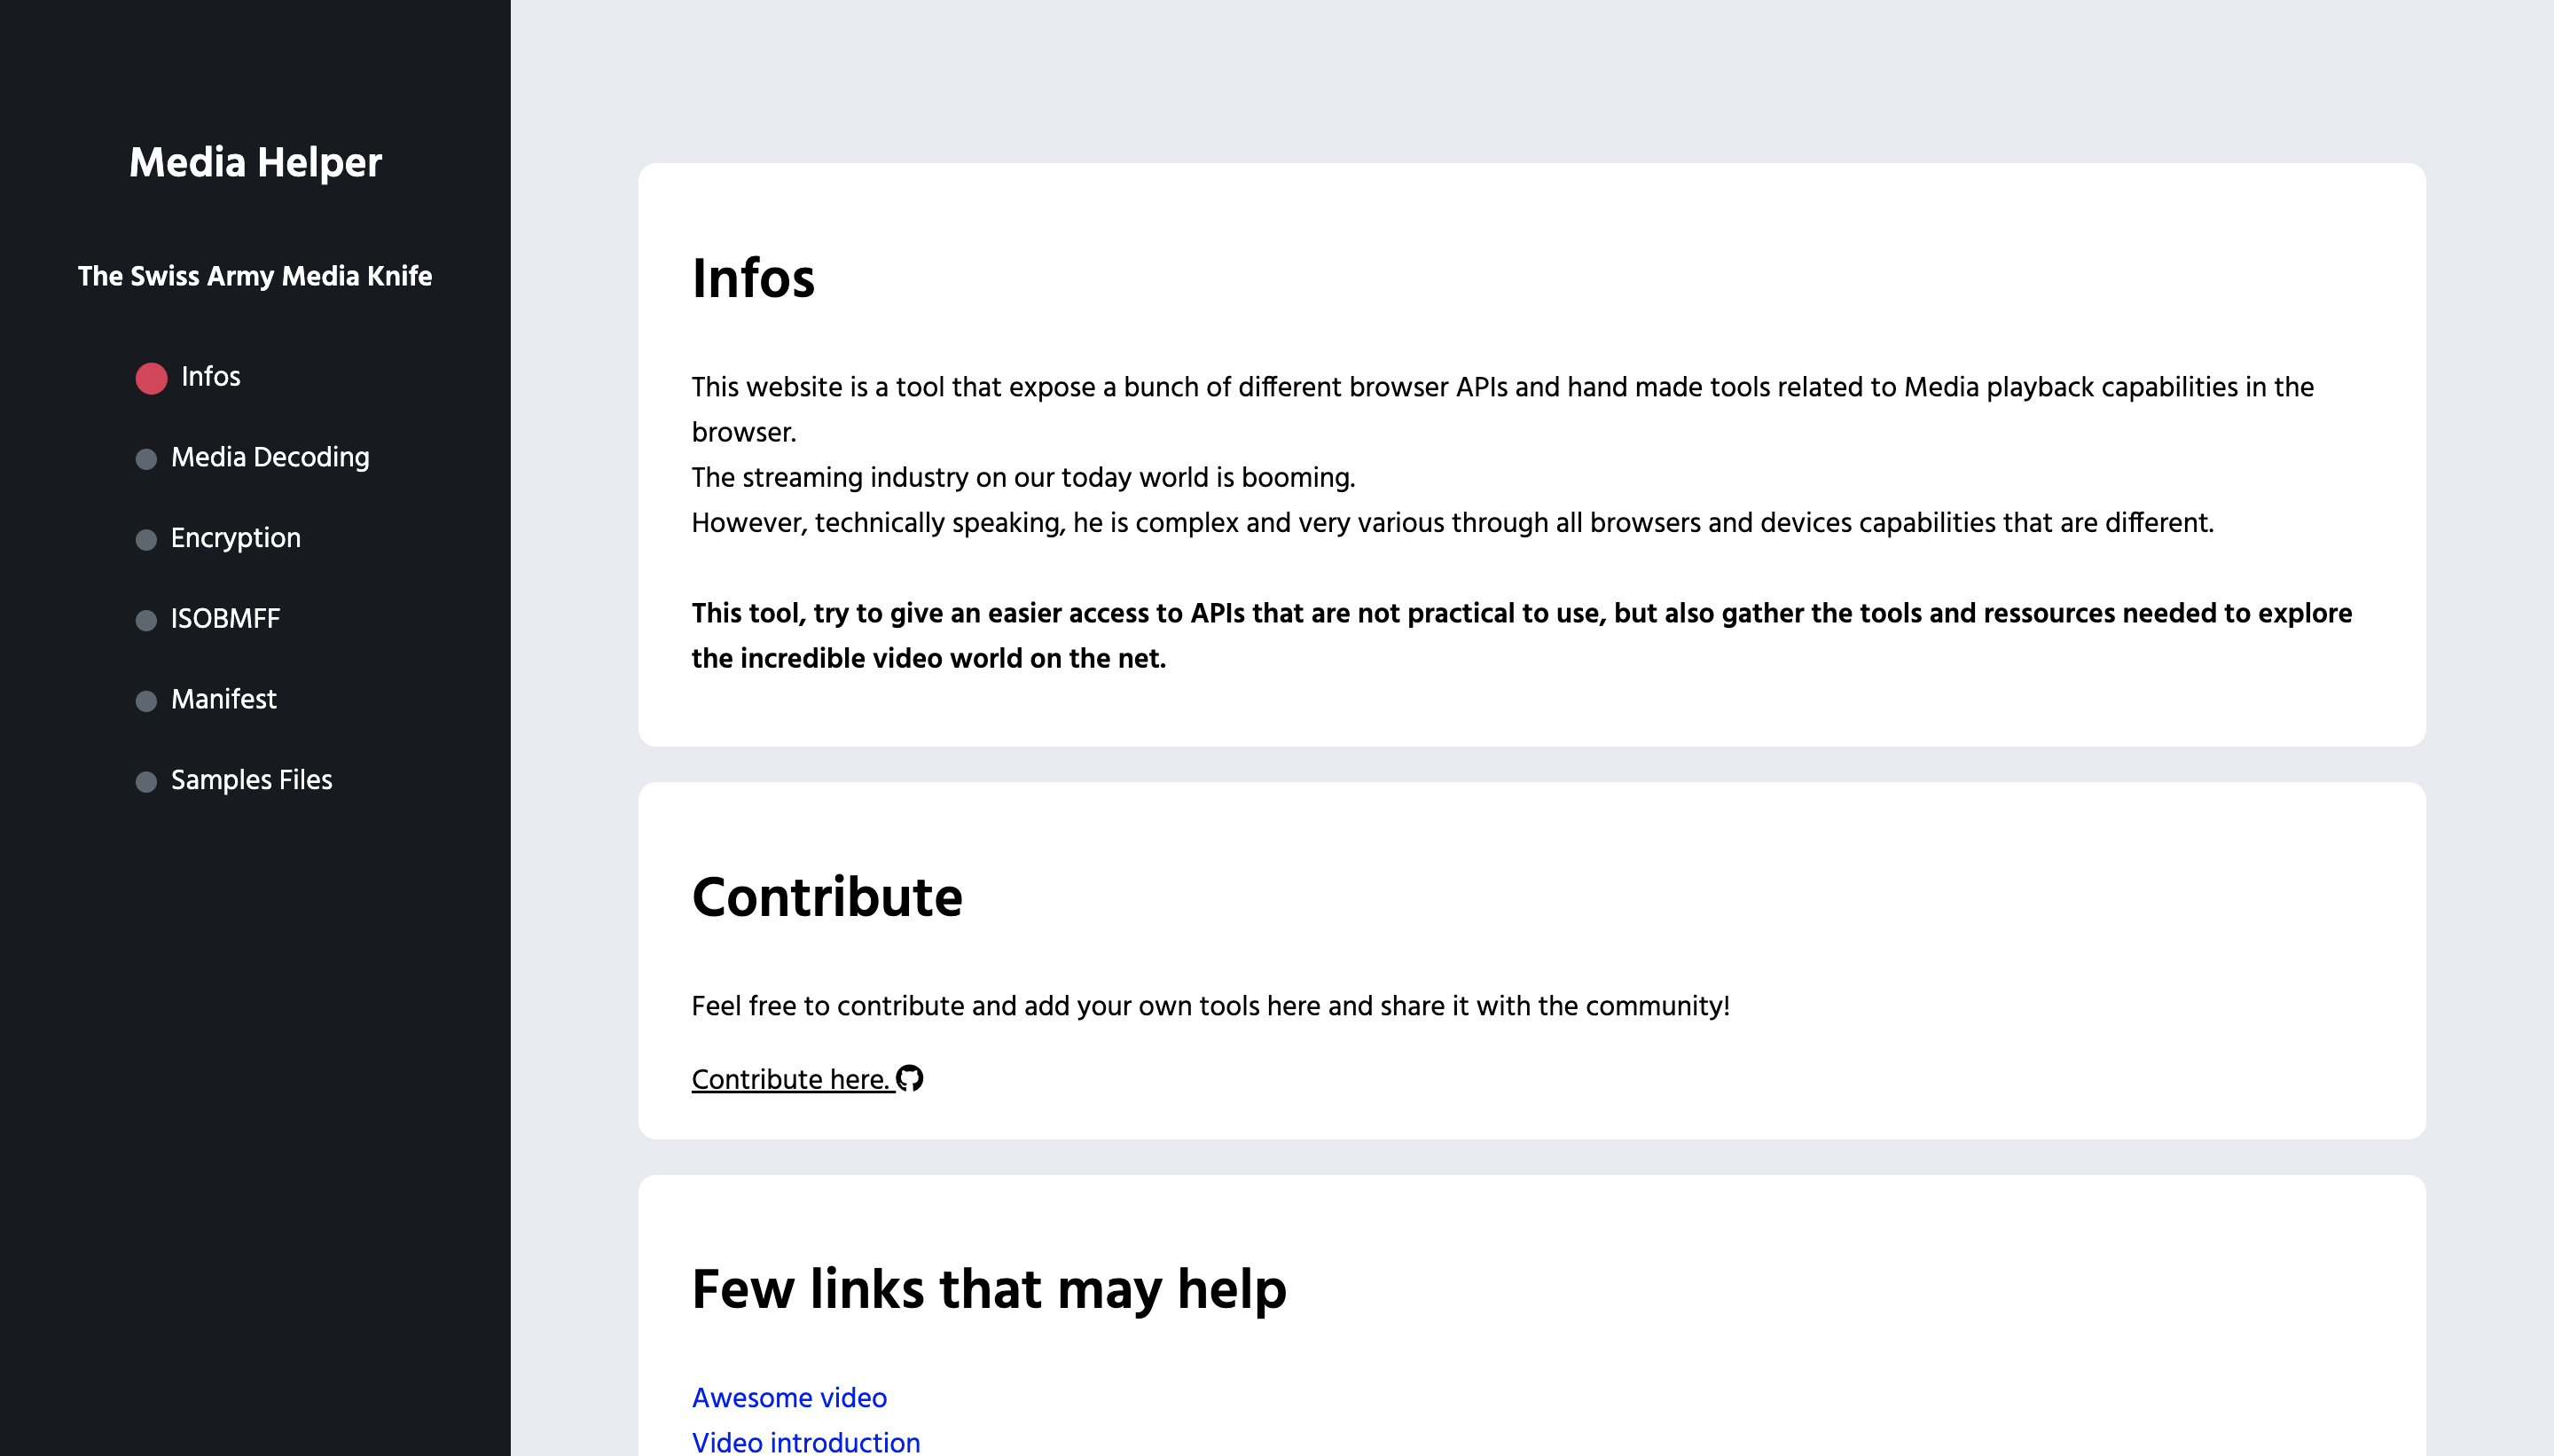 Media Helper
The Swiss Army Media Knife
Infos
Media Decoding
Encryption
ISOBMFF
Manifest
Samples Files
Infos
This website is a tool that expose a bunch of different browser APIs and hand made tools related to Media playback capabilities in the
browser.
The streaming industry on our today world is booming.
However, technically speaking, he is complex and very various through all browsers and devices capabilities that are different.
This tool, try to give an easier access to APIs that are not practical to use, but also gather the tools and ressources needed to explore
the incredible video world on the net.
Contribute
Feel free to contribute and add your own tools here and share it with the community!
Contribute here.
Few links that may help
Awesome video
Video introduction